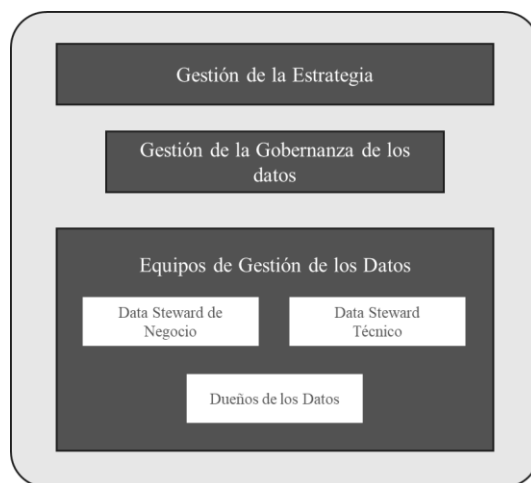 Gestión de la Estrategia
Gestión de la Gobernanza de los
datos
Equipos de Gestión de los Datos
Data Steward de
Negocio
Data Steward
Técnico
Dueños de los Datos